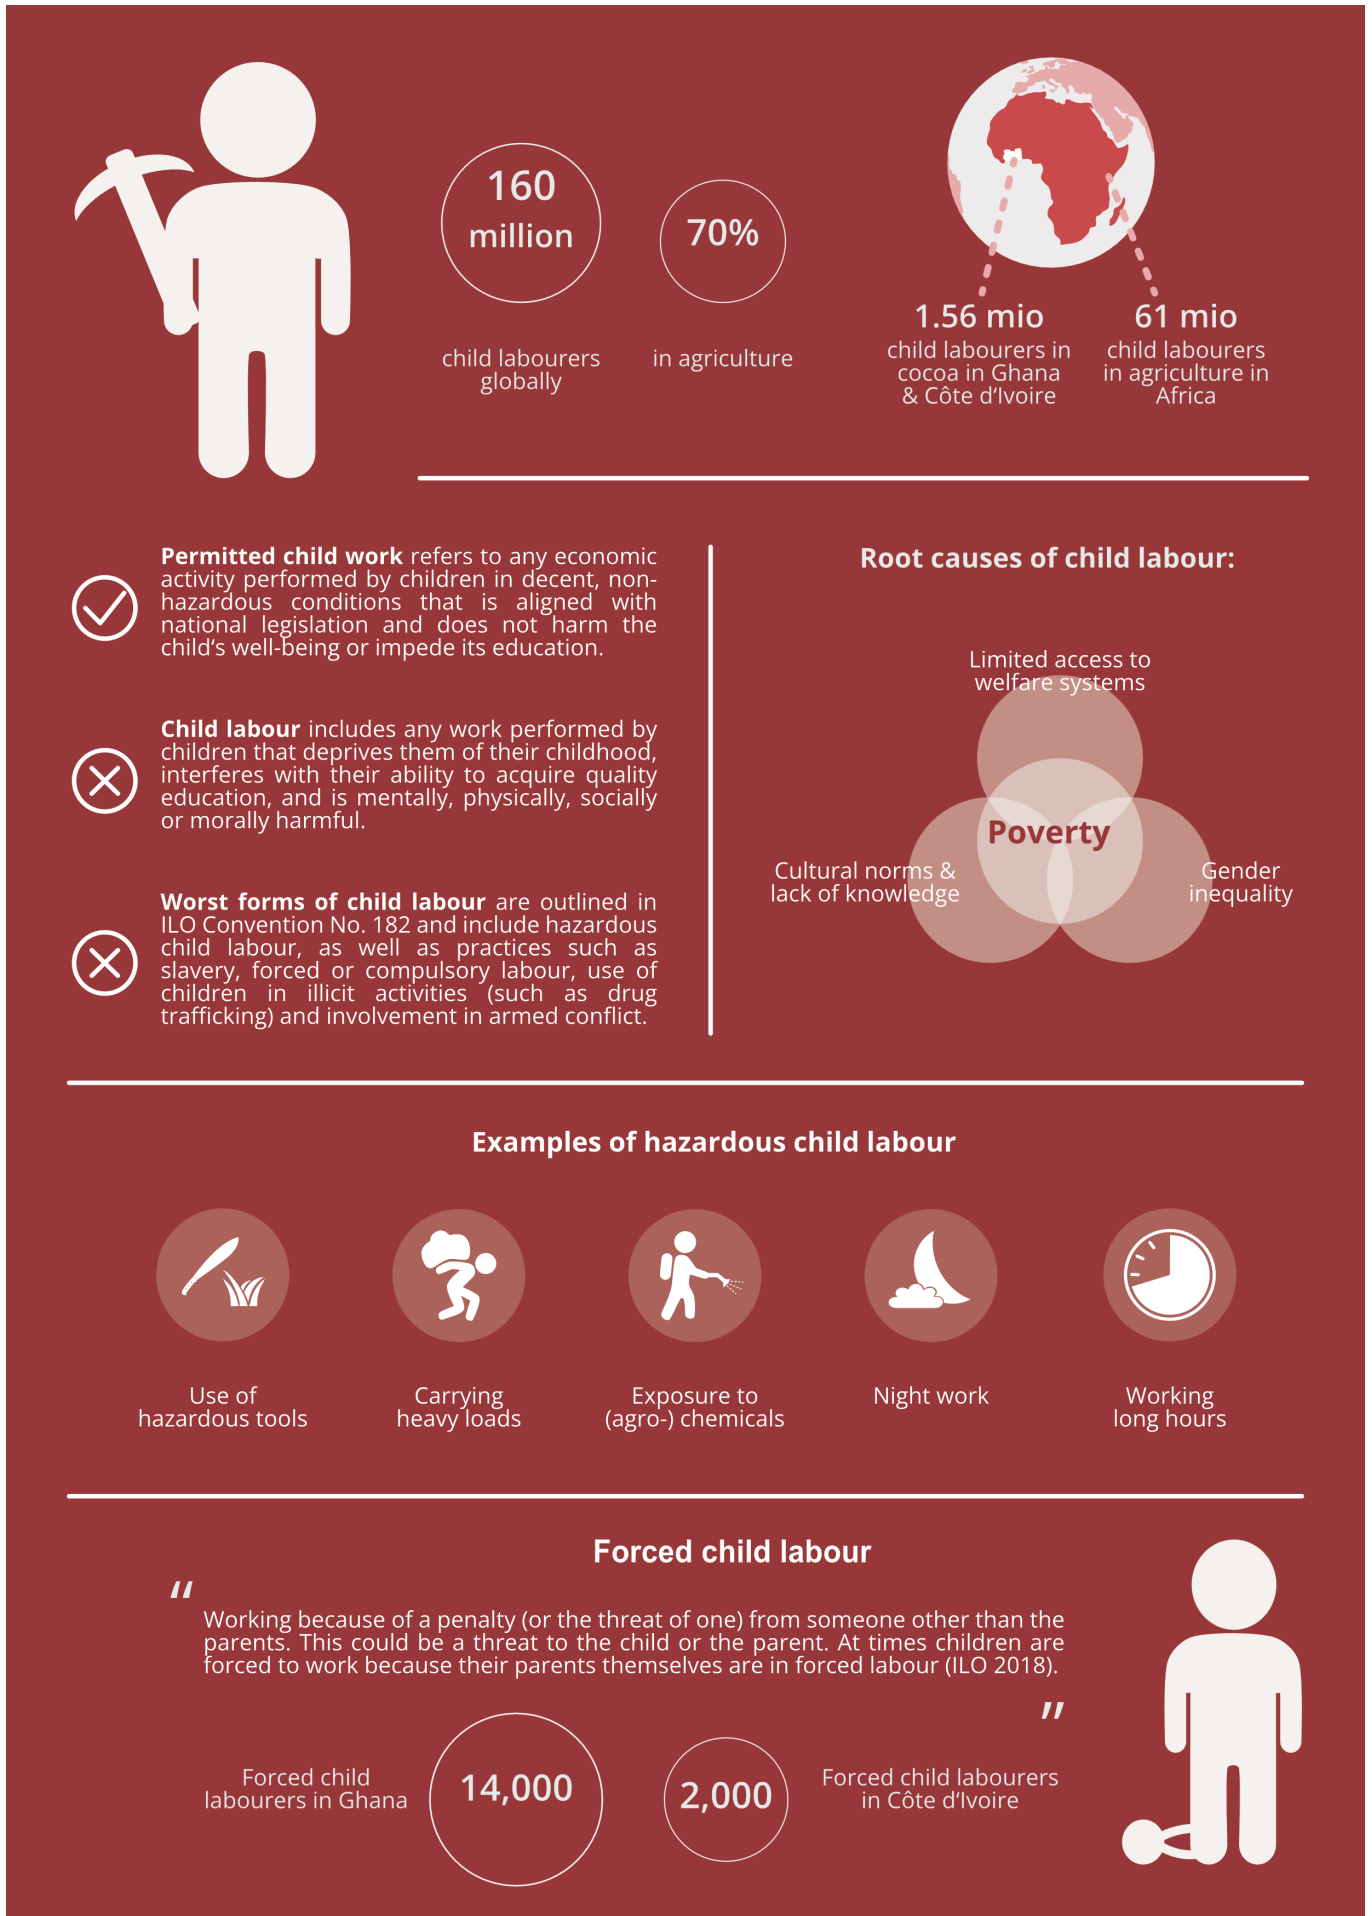 160
million
child labourers
globally
70%
in agriculture
1.56 mio
child labourers in
cocoa in Ghana
& Côte d‘Ivoire
61 mio
child labourers
in agriculture in
Africa
Permitted child work refers to any economic
activity performed by children in decent, non-
hazardous conditions that is aligned with
national legislation and does not harm the
child‘s well-being or impede its education.
Child labour includes any work performed by
children that deprives them of their childhood,
interferes with their ability to acquire quality
education, and is mentally, physically, socially
or morally harmful.
Worst forms of child labour are outlined in
ILO Convention No. 182 and include hazardous
child labour, as well as practices such as
slavery, forced or compulsory labour, use of
children in illicit activities (such as drug
trafficking) and involvement in armed conflict.
Root causes of child labour:
Limited access to
welfare systems
Poverty
Cultural norms &
lack of knowledge
Gender
inequality
Examples of hazardous child labour
Use of
hazardous tools
Carrying
heavy loads
Exposure to
(agro-) chemicals
Night work
Working
long hours
Forced child labour
“
Working because of a penalty (or the threat of one) from someone other than the
parents. This could be a threat to the child or the parent. At times children are
forced to work because their parents themselves are in forced labour (ILO 2018).
”
Forced child
labourers in Ghana
14,000
2,000
Forced child labourers
in Côte d‘Ivoire